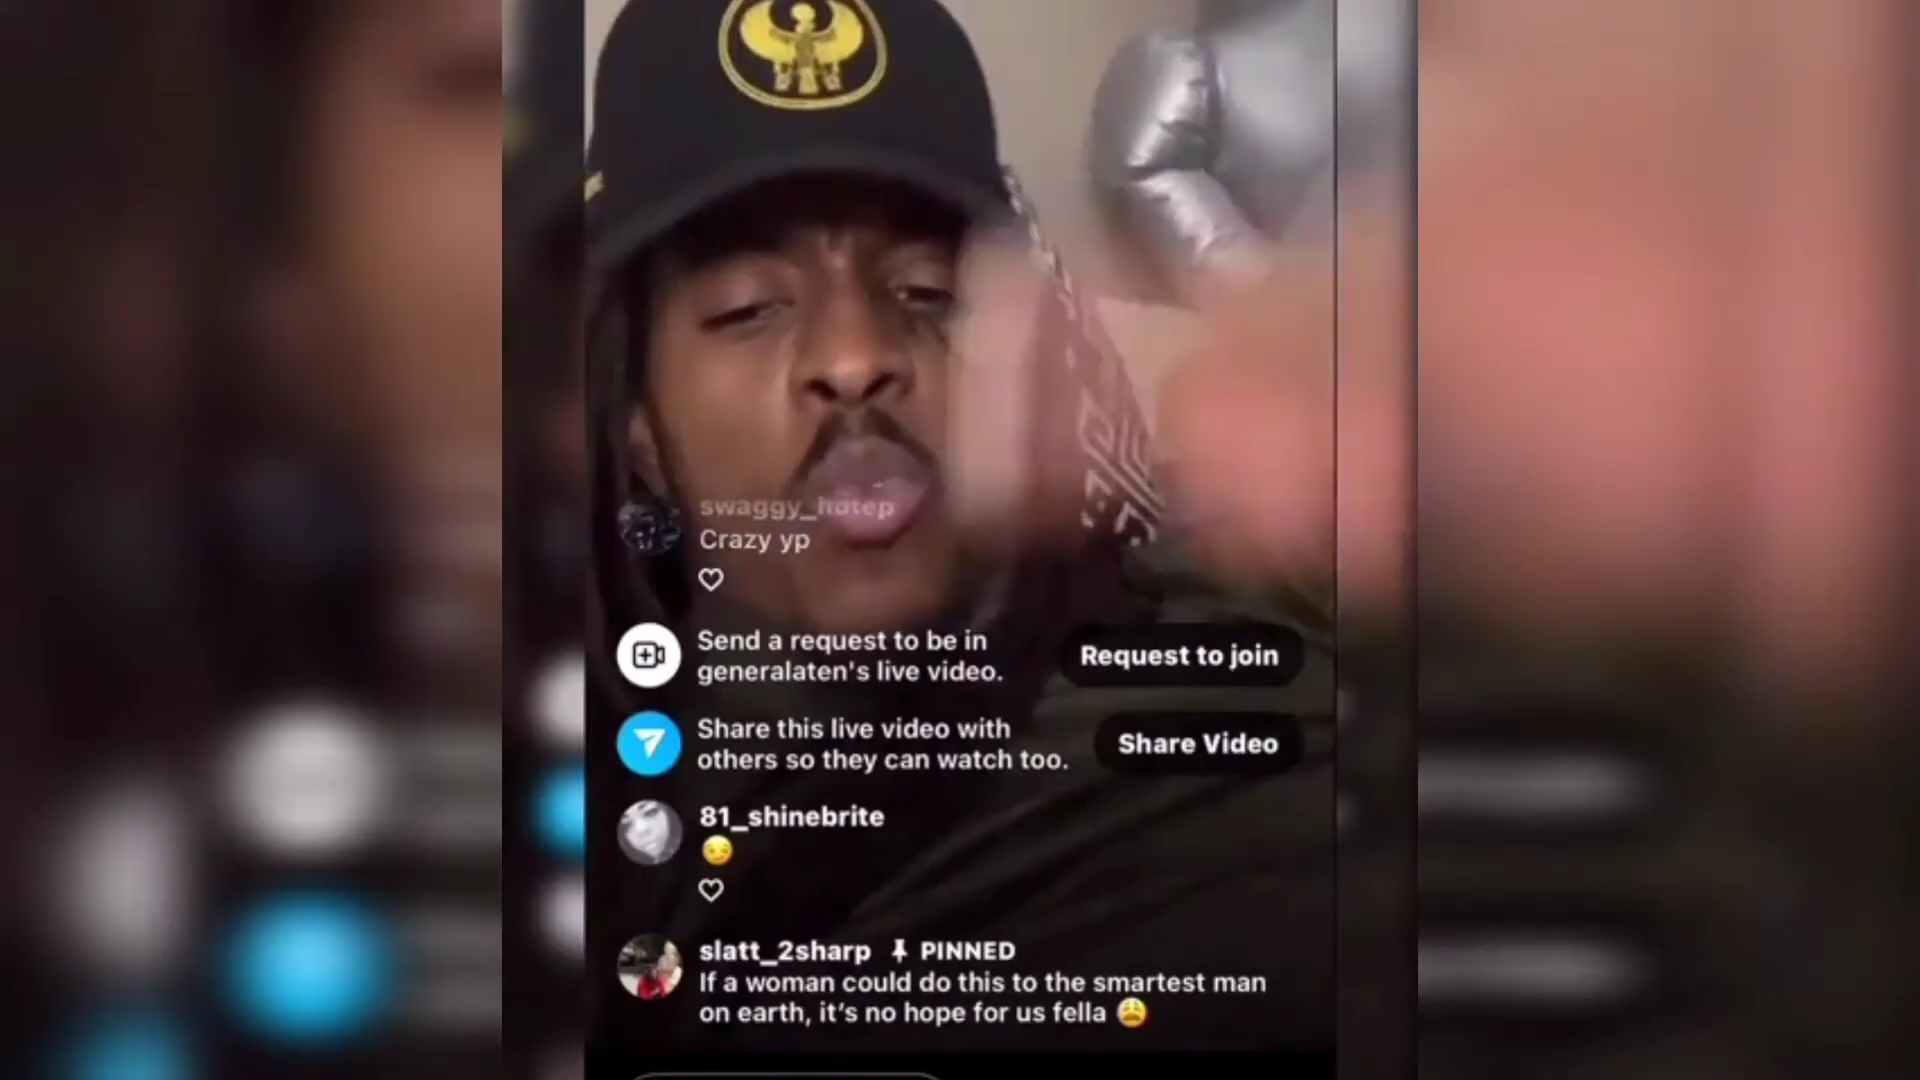 swaggy_hotep
Crazy yp
Send a request to be in
generalaten's live video.
Request to join
Share this live video with
others so they can watch too.
Share Video
81_shinebrite
😏
slatt_2sharp PINNED
If a woman could do this to the smartest man
on earth, it's no hope for us fella 😩